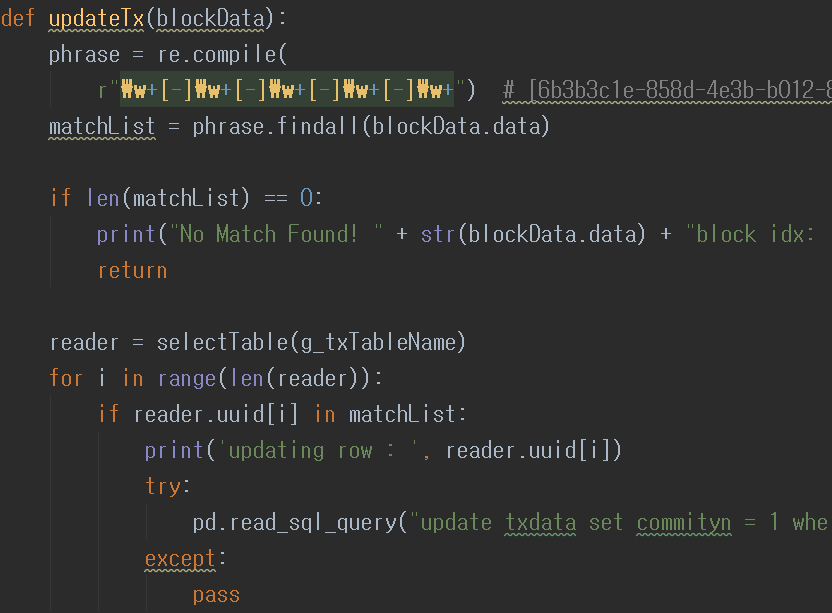 def updateTx(blockData):
    phrase = re.compile(
        r"₩w+[-]₩w+[-]₩w+[-]₩w+[-]₩w+")  # [6b3b3c1e-858d-4e3b-b012-8
    matchList = phrase.findall(blockData.data)
    if len(matchList) == 0:
        print("No Match Found! " + str(blockData.data) + "block idx:
        return
    reader = selectTable(g_txTableName)
    for i in range(len(reader)):
        if reader.uuid[i] in matchList:
            print('updating row : ', reader.uuid[i])
            try:
                pd.read_sql_query("update txdata set commityn = 1 whe
            except:
                pass